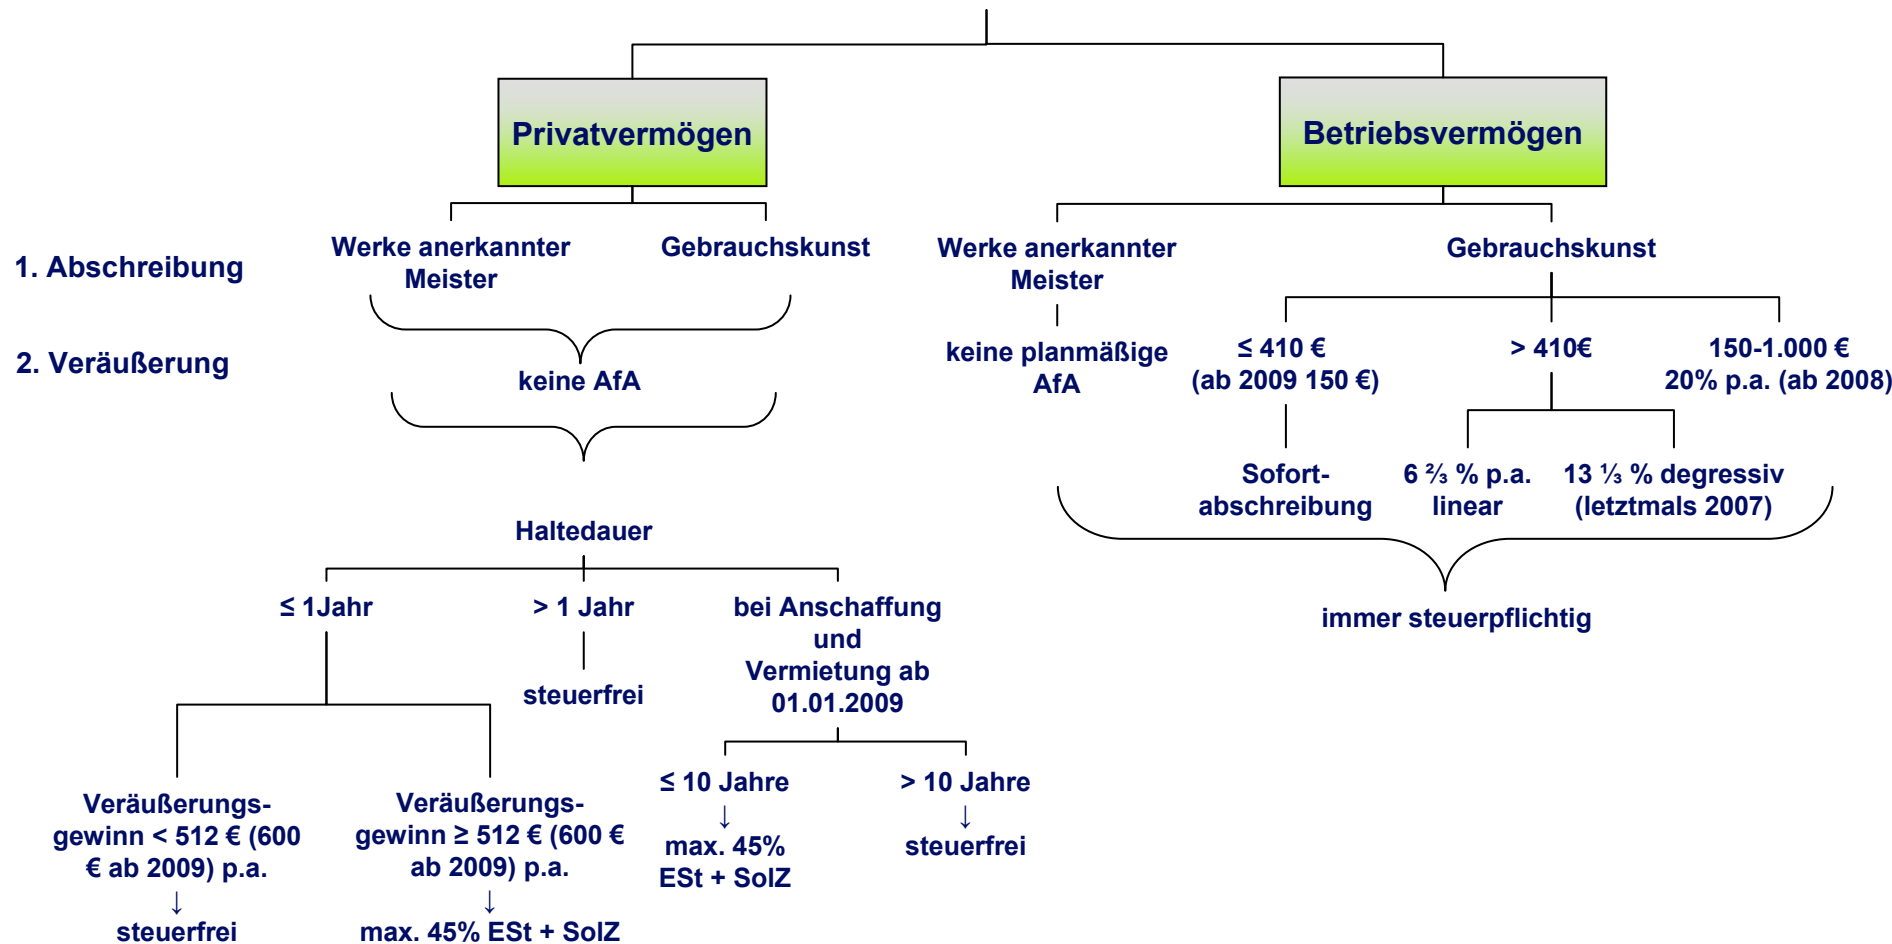 Privatvermögen
Betriebsvermögen
1. Abschreibung
Werke anerkannter
Meister
Gebrauchskunst
Werke anerkannter
Meister
Gebrauchskunst
2. Veräußerung
keine AfA
keine planmäßige
AfA
≤ 410 €
(ab 2009 150 €)
> 410€
150-1.000 €
20% p.a. (ab 2008)
Sofort-
abschreibung
6 ⅔ % p.a.
linear
13 ⅓ % degressiv
(letztmals 2007)
Haltedauer
≤ 1Jahr
> 1 Jahr
steuerfrei
bei Anschaffung
und
Vermietung ab
01.01.2009
immer steuerpflichtig
Veräußerungs-
gewinn < 512 € (600
€ ab 2009) p.a.
↓
steuerfrei
Veräußerungs-
gewinn ≥ 512 € (600 €
ab 2009) p.a.
↓
max. 45% ESt + SolZ
≤ 10 Jahre
↓
max. 45%
ESt + SolZ
> 10 Jahre
↓
steuerfrei